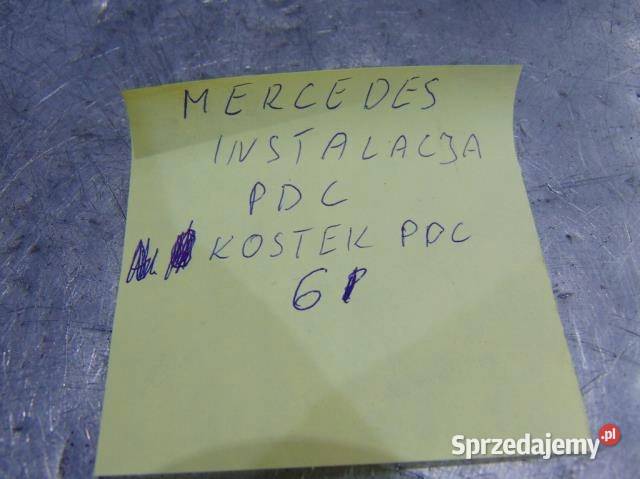 MERCEDES
INSTALACJA
PDC
KOSTEK PDC
6
Sprzedajemy.pl